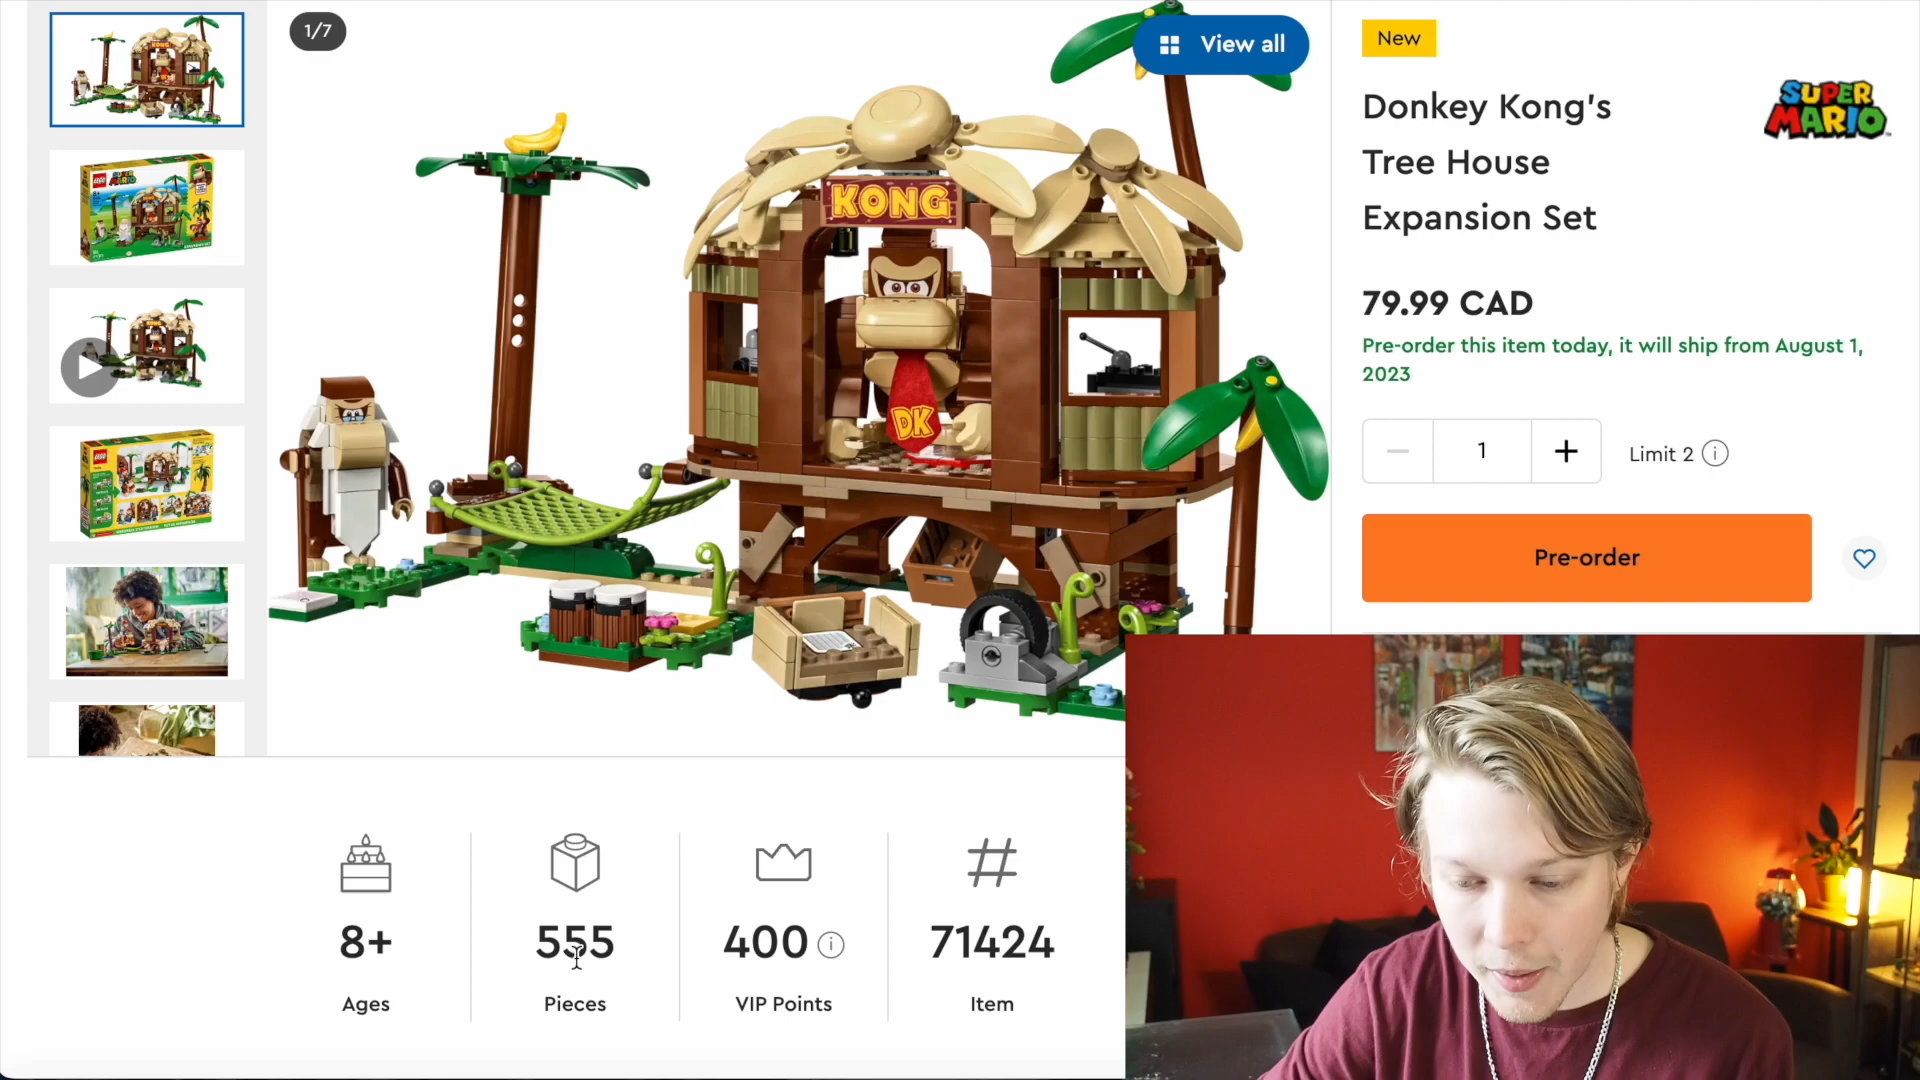 1/7
View all
KONG
DK
New
Donkey Kong's
Tree House
Expansion Set
SUPER
MARIO
79.99 CAD
Pre-order this item today, it will ship from August 1,
2023
1
Limit 2
Pre-order
8+
Ages
555
Pieces
400
VIP Points
71424
Item